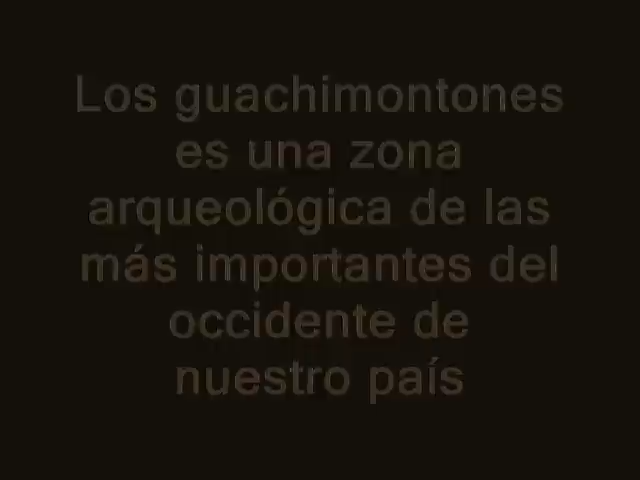 Los guachimontones
es una zona
arqueológica de las
más importantes del
occidente de
nuestro país